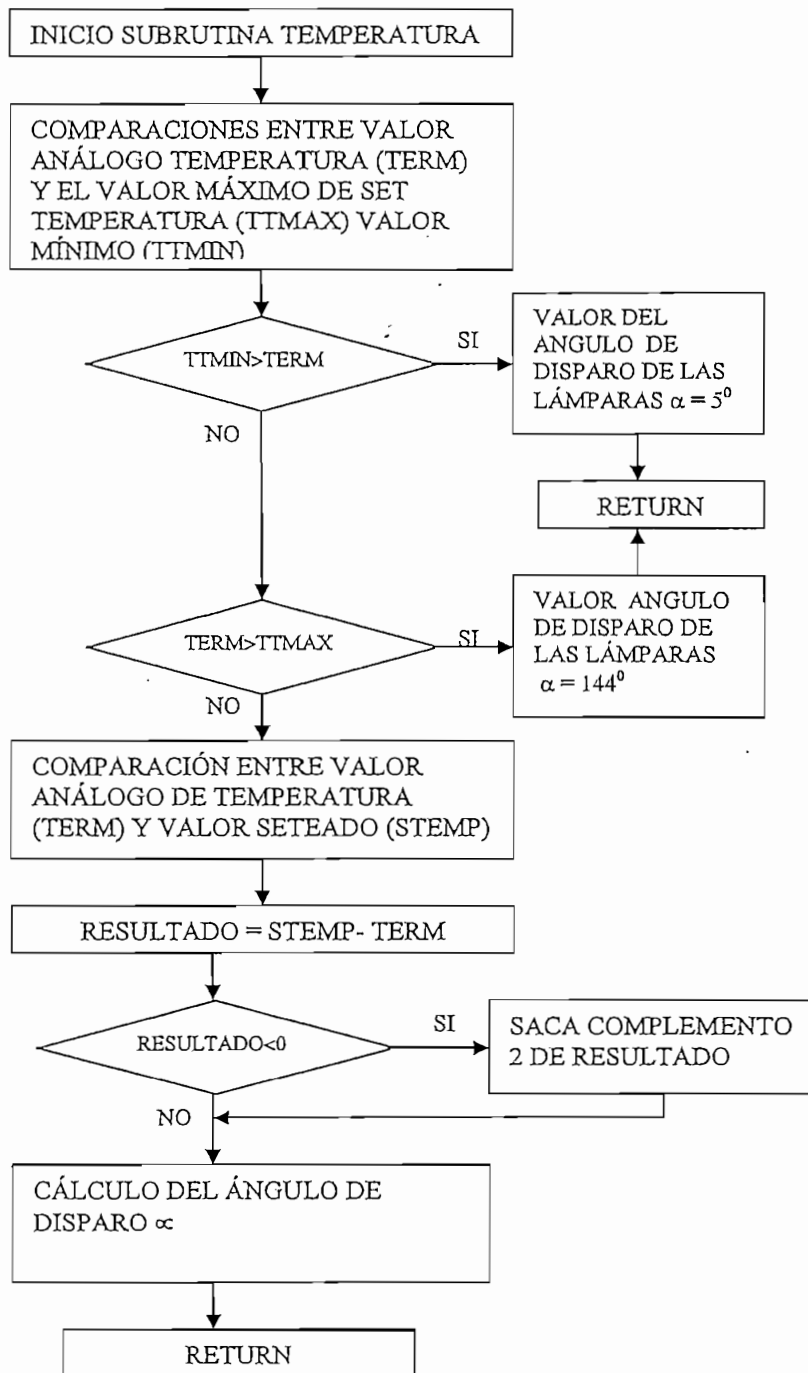 INICIO SUBRUTINA TEMPERATURA
COMPARACIONES ENTRE VALOR
ANÁLOGO TEMPERATURA (TERM)
Y EL VALOR MÁXIMO DE SET
TEMPERATURA (TTMAX) VALOR
MÍNIMO (TTMIN)
TTMIN>TERM
SI
VALOR DEL
ANGULO DE
DISPARO DE LAS
LÁMPARAS α = 5⁰
NO
RETURN
TERM>TTMAX
SI
VALOR ANGULO
DE DISPARO DE
LAS LÁMPARAS
α = 144⁰
NO
COMPARACIÓN ENTRE VALOR
ANÁLOGO DE TEMPERATURA
(TERM) Y VALOR SETEADO (STEMP)
RESULTADO = STEMP- TERM
RESULTADO<0
SI
SACA COMPLEMENTO
2 DE RESULTADO
NO
CÁLCULO DEL ÁNGULO DE
DISPARO ∝
RETURN